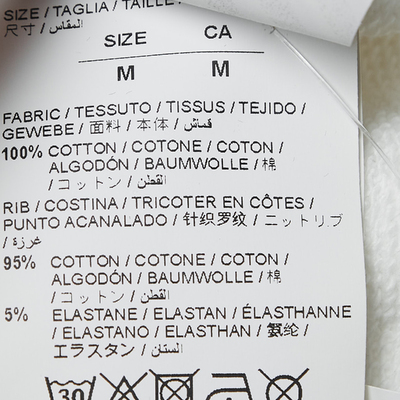 SIZE / TAGLIA / TAILLE /
尺寸 / المقاس /
SIZE CA
M M
FABRIC / TESSUTO / TISSUS / TEJIDO /
GEWEBE / 面料 / 本体 / قماش /
100% COTTON / COTONE / COTON /
ALGODÓN / BAUMWOLLE / 棉
/ コットン / القطن
RIB / COSTINA / TRICOTER EN CÔTES /
PUNTO ACANALADO / 针织罗纹 / ニットリブ
/ غرزة /
95% COTTON / COTONE / COTON /
ALGODÓN / BAUMWOLLE / 棉
/ コットン / القطن
5% ELASTANE / ELASTAN / ÉLASTHANNE
/ ELASTANO / ELASTHAN / 氨纶 /
エラスタン / الستان
30